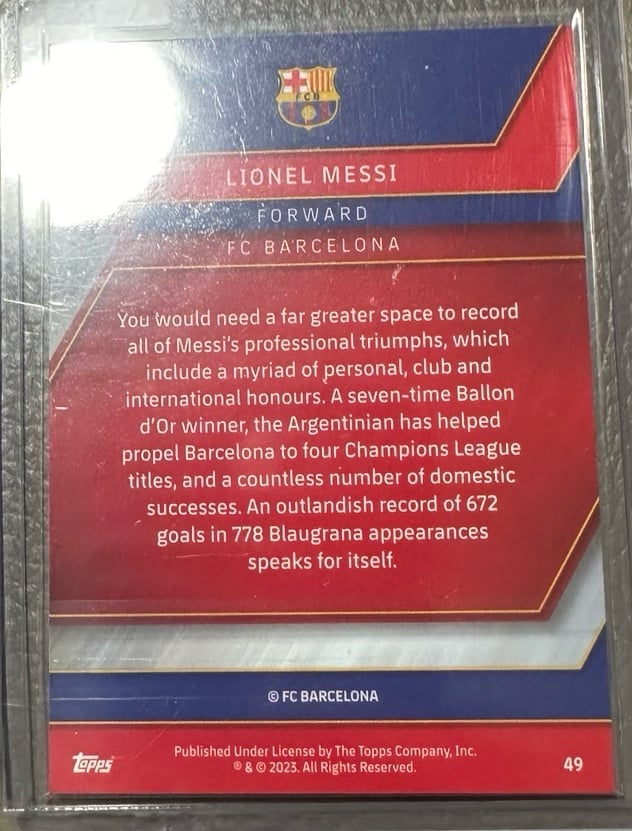 FCB
LIONEL MESSI
FORWARD
FC BARCELONA
You would need a far greater space to record
all of Messi's professional triumphs, which
include a myriad of personal, club and
international honours. A seven-time Ballon
d'Or winner, the Argentinian has helped
propel Barcelona to four Champions League
titles, and a countless number of domestic
successes. An outlandish record of 672
goals in 778 Blaugrana appearances
speaks for itself.
© FC BARCELONA
topps
Published Under License by The Topps Company, Inc.
® & © 2023. All Rights Reserved.
49